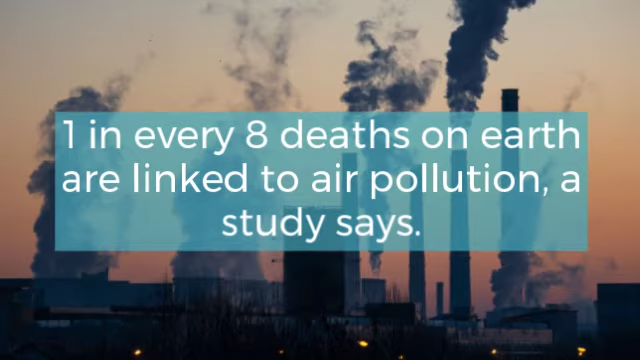 1 in every 8 deaths on earth
are linked to air pollution, a
study says.